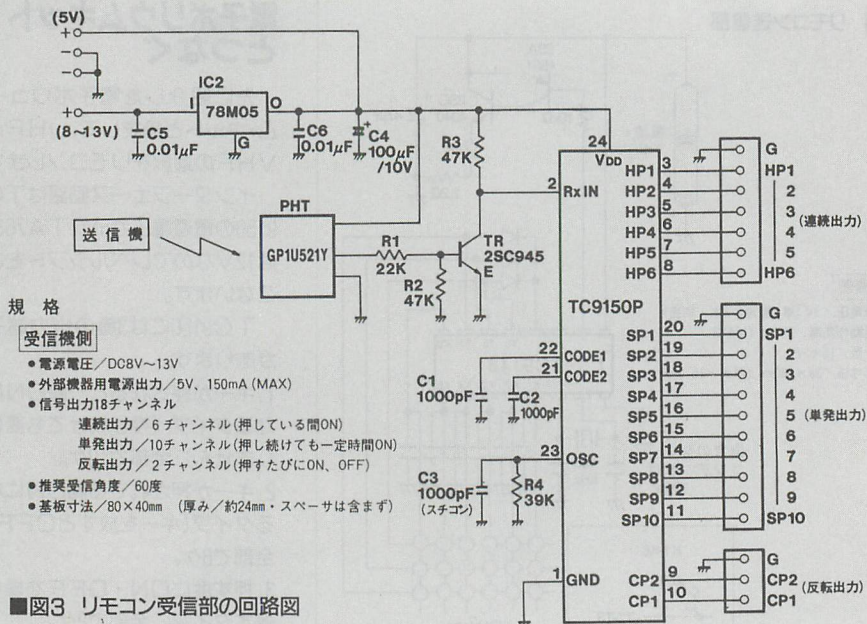 (5V)
+
−
−
+
(8~13V)
IC2
I
78M05
O
G
C5
0.01μF
C6
0.01μF
+
C4
100μF
/10V
R3
47K
送信機
PHT
GP1U521Y
R1
22K
R2
47K
TR
2SC945
E
24
VDD
2
RxIN
TC9150P
22
CODE1
21
CODE2
C1
1000pF
C2
1000pF
23
OSC
C3
1000pF
(スチコン)
R4
39K
1
GND
HP1
3
HP2
4
HP3
5
HP4
6
HP5
7
HP6
8
G
HP1
2
3
4
5
HP6
(連続出力)
SP1
20
SP2
19
SP3
18
SP4
17
SP5
16
SP6
15
SP7
14
SP8
13
SP9
12
SP10
11
G
SP1
2
3
4
5
6
7
8
9
SP10
(単発出力)
CP2
9
CP1
10
G
CP2
CP1
(反転出力)
規 格
受信機側
●電源電圧/DC8V~13V
●外部機器用電源出力/5V、150mA(MAX)
●信号出力18チャンネル
連続出力/6チャンネル(押している間ON)
単発出力/10チャンネル(押し続けても一定時間ON)
反転出力/2チャンネル(押すたびにON、OFF)
●推奨受信角度/60度
●基板寸法/80×40mm (厚み/約24mm・スペーサは含まず)
■図3 リモコン受信部の回路図